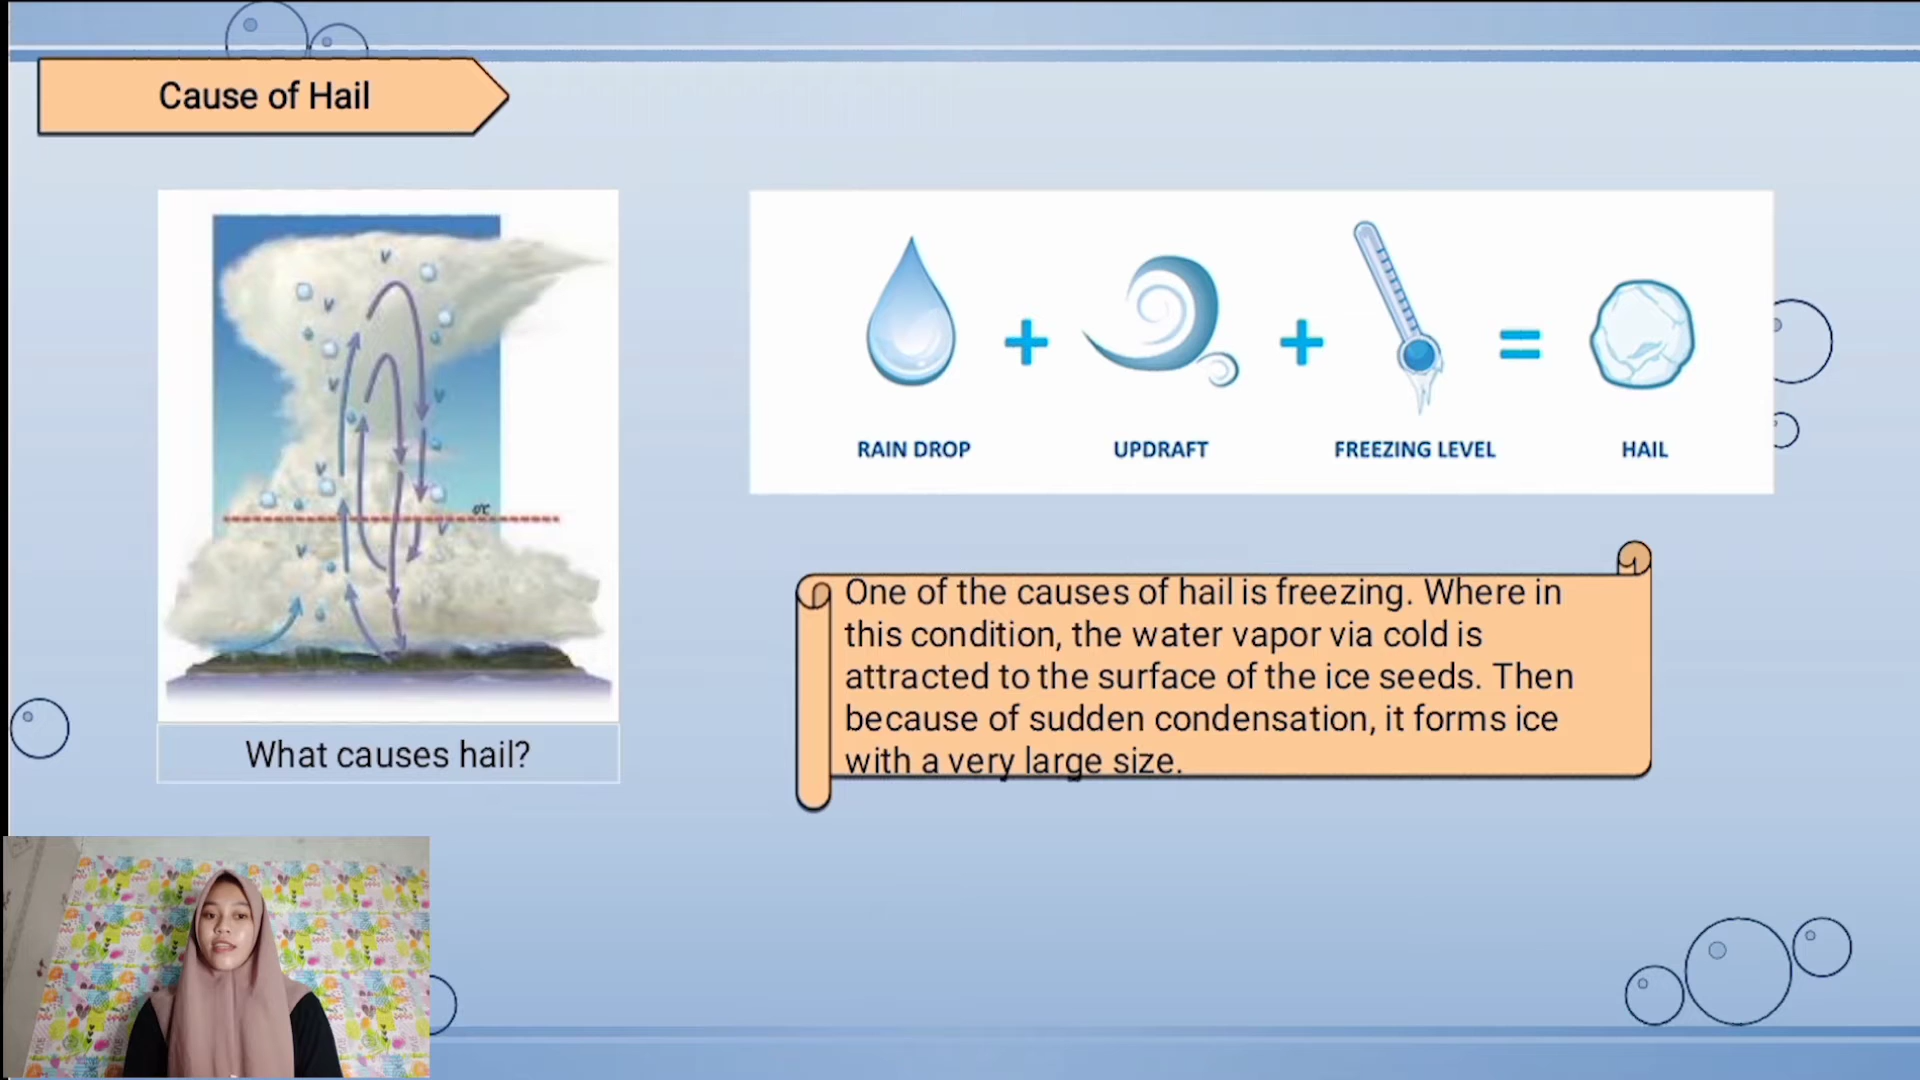 Cause of Hail
v
v
v
v
v
v
v
0°C
RAIN DROP
UPDRAFT
FREEZING LEVEL
HAIL
One of the causes of hail is freezing. Where in
this condition, the water vapor via cold is
attracted to the surface of the ice seeds. Then
because of sudden condensation, it forms ice
with a very large size.
What causes hail?